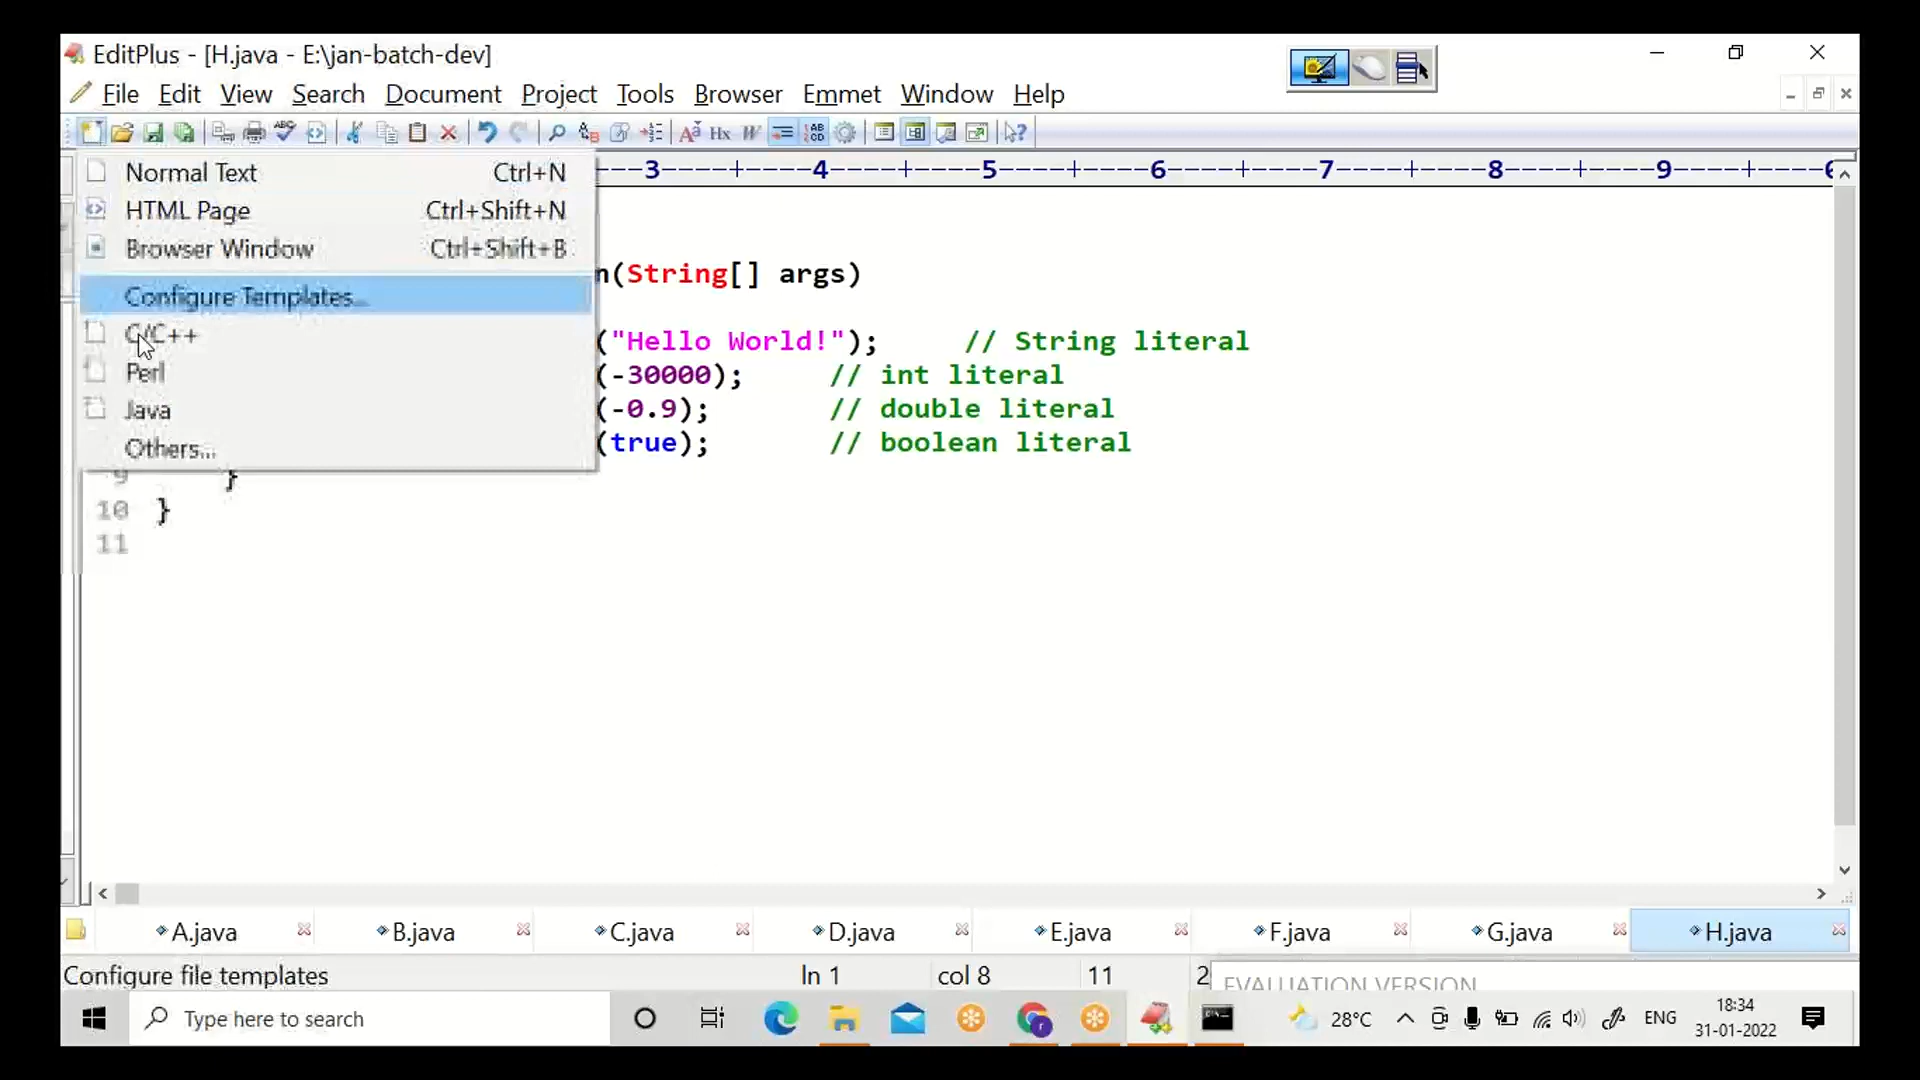 EditPlus - [H.java - E:\jan-batch-dev]
File Edit View Search Document Project Tools Browser Emmet Window Help
Normal Text Ctrl+N
HTML Page Ctrl+Shift+N
Browser Window Ctrl+Shift+B
Configure Templates...
C/C++
Perl
Java
Others...
---3----+----4----+----5----+----6----+----7----+----8----+----9----+----
n(String[] args)
("Hello World!"); // String literal
(-30000); // int literal
(-0.9); // double literal
(true); // boolean literal
9 }
10 }
11
A.java B.java C.java D.java E.java F.java G.java H.java
Configure file templates ln 1 col 8 11 2
EVALUATION VERSION
Type here to search 28°C ENG 18:34
31-01-2022